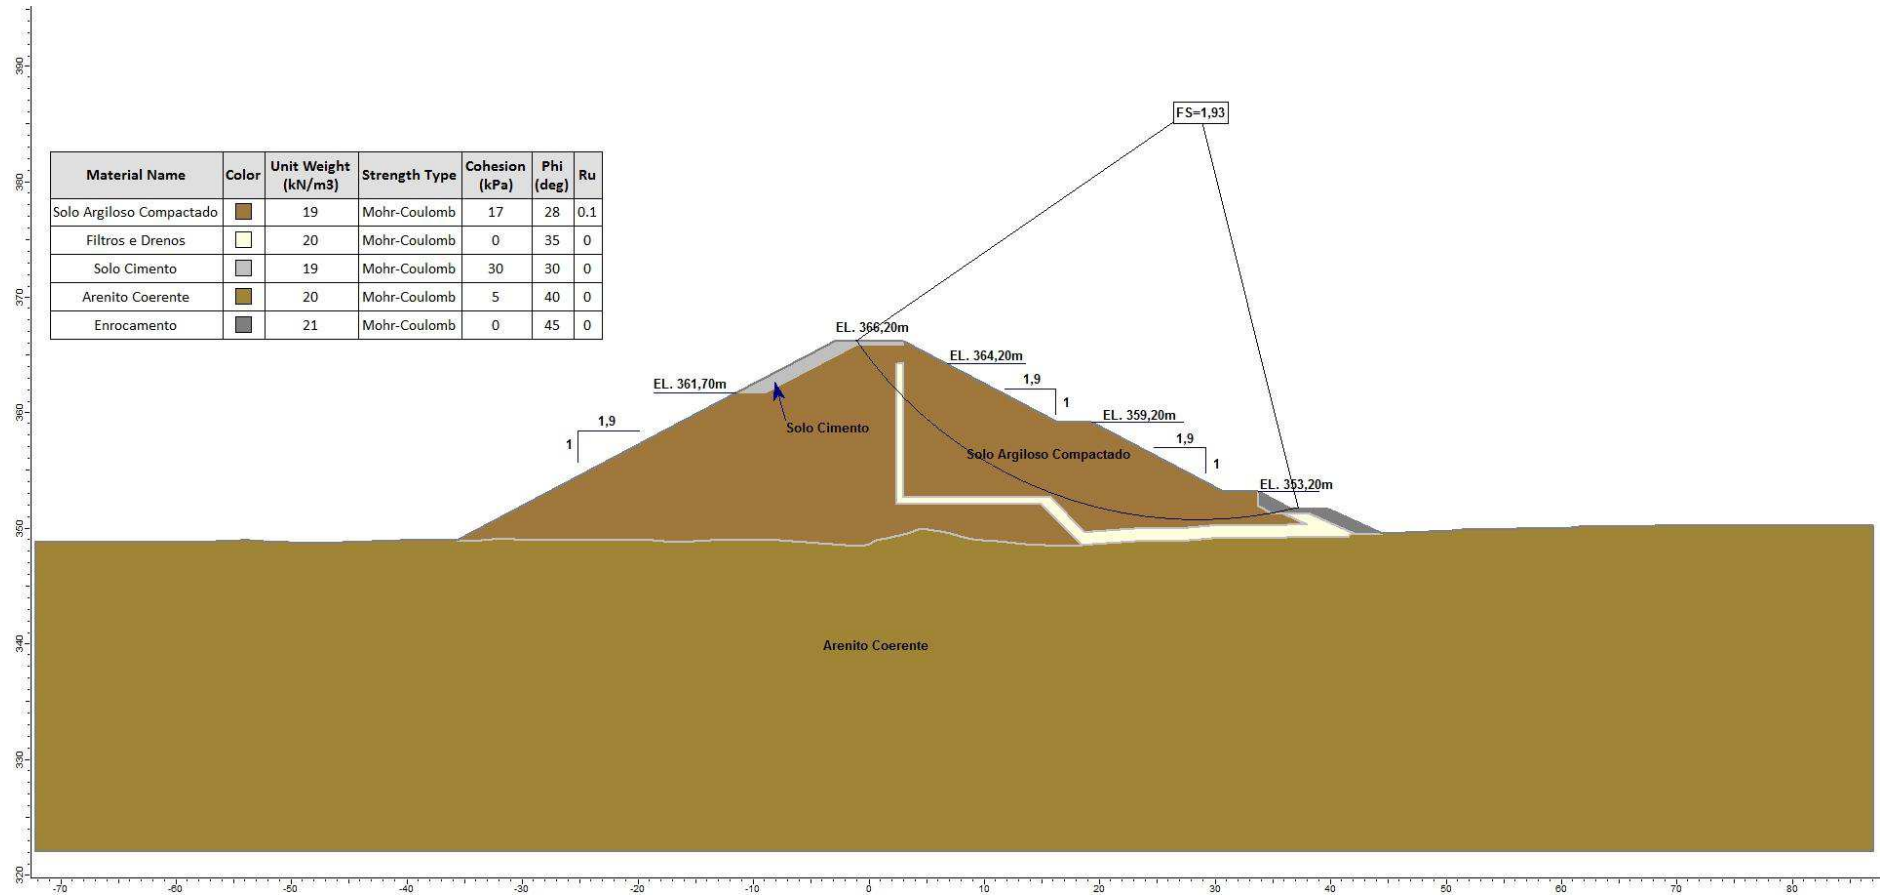 FS=1,93
Material Name Color Unit Weight (kN/m3) Strength Type Cohesion (kPa) Phi (deg) Ru
Solo Argiloso Compactado 19 Mohr-Coulomb 17 28 0.1
Filtros e Drenos 20 Mohr-Coulomb 0 35 0
Solo Cimento 19 Mohr-Coulomb 30 30 0
Arenito Coerente 20 Mohr-Coulomb 5 40 0
Enrocamento 21 Mohr-Coulomb 0 45 0
EL. 366,20m
EL. 364,20m
EL. 361,70m
1,9
1
EL. 359,20m
1,9
1
Solo Cimento
1,9
1
Solo Argiloso Compactado
EL. 353,20m
Arenito Coerente
390
380
370
360
350
340
330
320
-70 -60 -50 -40 -30 -20 -10 0 10 20 30 40 50 60 70 80